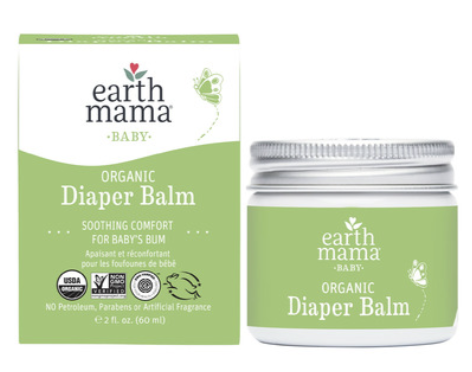 earth
mama®
·BABY·
ORGANIC
Diaper Balm
SOOTHING COMFORT
FOR BABY'S BUM
Apaisant et réconfortant
pour les foufounes de bébé
USDA
ORGANIC
NON
GMO
VERIFIED
NO Petroleum, Parabens or Artificial Fragrance
e 2 fl. oz. (60 ml)
earth
mama®
·BABY·
ORGANIC
Diaper Balm